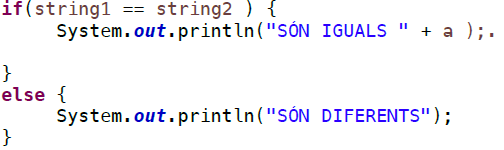 if(string1 == string2 ) {
System.out.println("SÓN IGUALS " + a );.
}
else {
System.out.println("SÓN DIFERENTS");
}